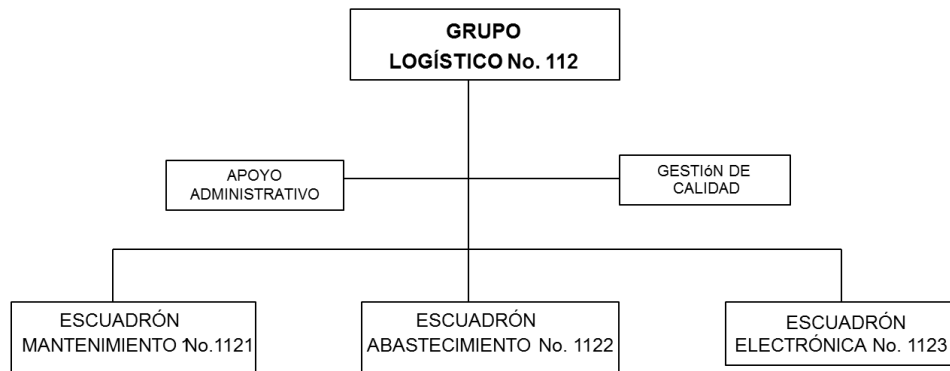 GRUPO
LOGÍSTICO No. 112
APOYO
ADMINISTRATIVO
GESTIóN DE
CALIDAD
ESCUADRÓN
MANTENIMIENTO No.1121
ESCUADRÓN
ABASTECIMIENTO No. 1122
ESCUADRÓN
ELECTRÓNICA No. 1123